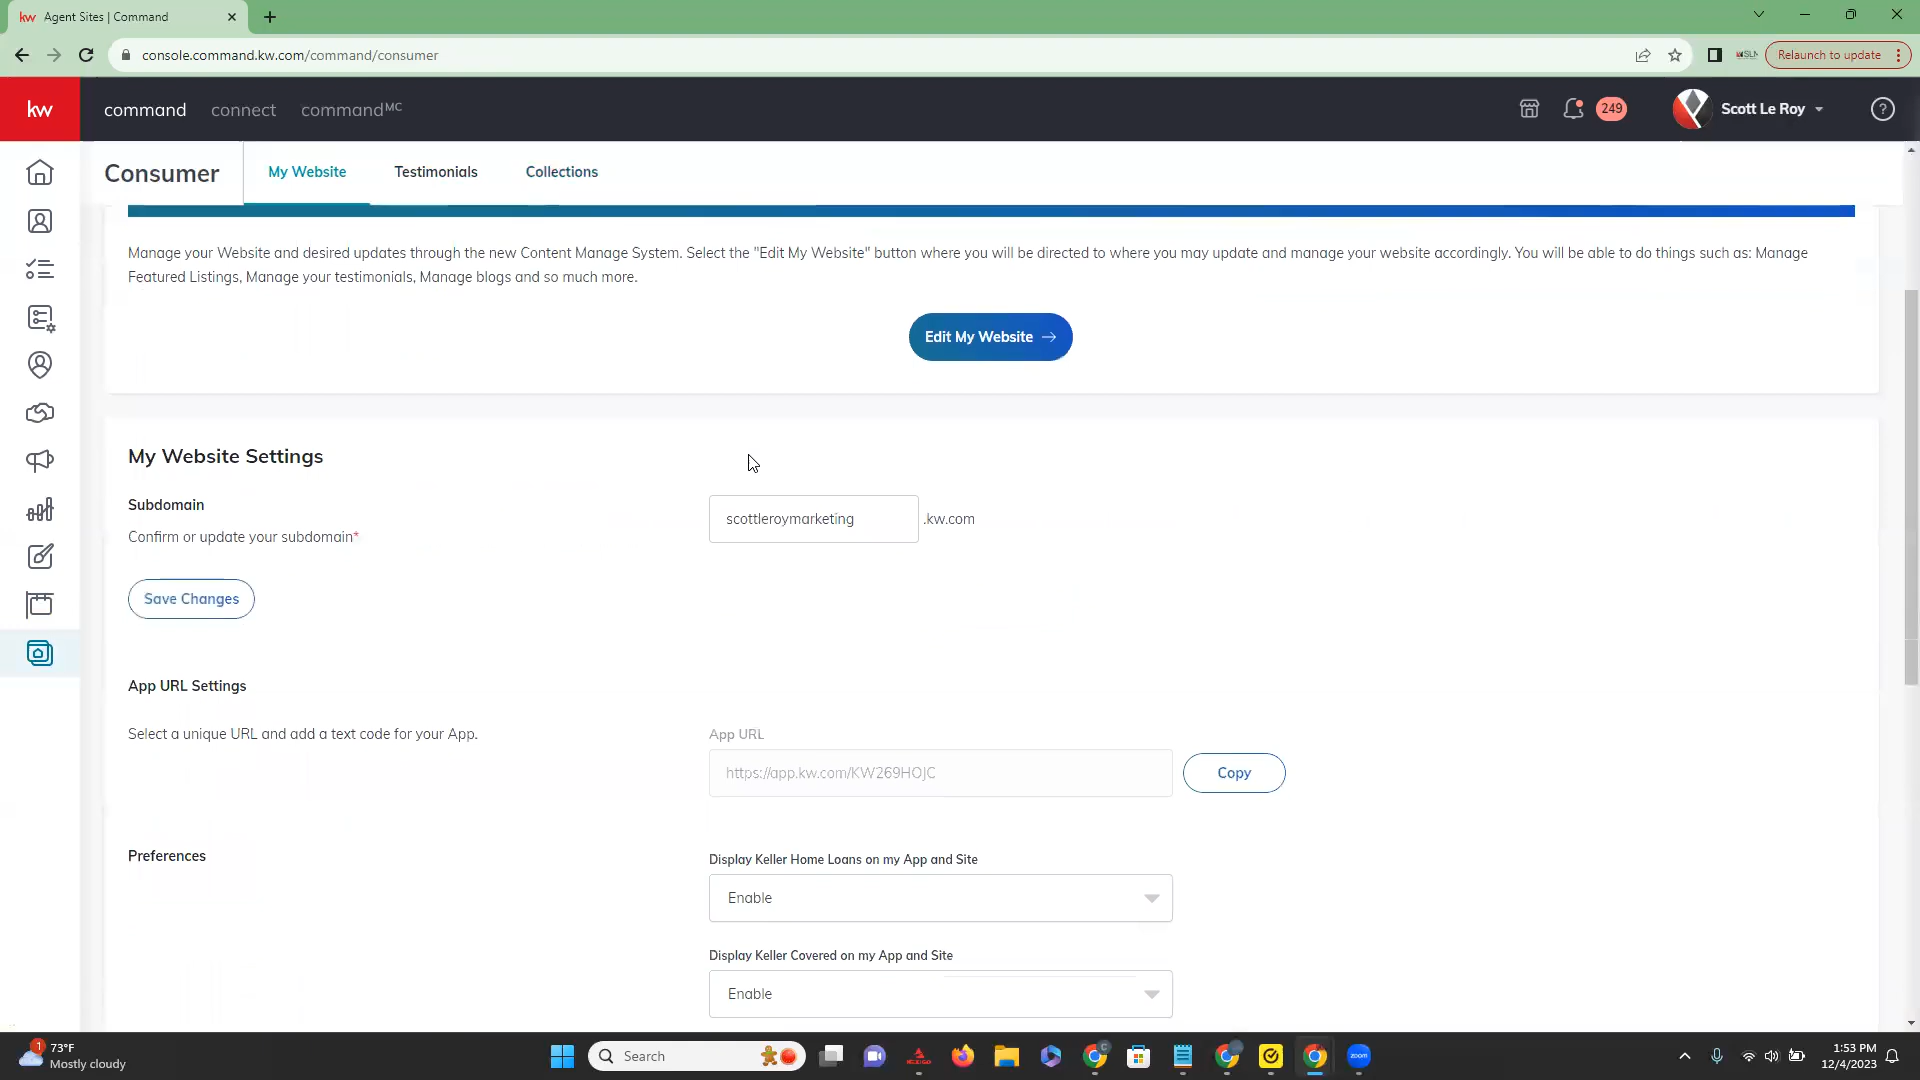 kw Agent Sites | Command
console.command.kw.com/command/consumer
Relaunch to update
kw command connect commandMC 249 Scott Le Roy
Consumer My Website Testimonials Collections
Manage your Website and desired updates through the new Content Manage System. Select the "Edit My Website" button where you will be directed to where you may update and manage your website accordingly. You will be able to do things such as: Manage
Featured Listings, Manage your testimonials, Manage blogs and so much more.
Edit My Website
My Website Settings
Subdomain
scottleroymarketing .kw.com
Confirm or update your subdomain*
Save Changes
App URL Settings
Select a unique URL and add a text code for your App.
App URL
https://app.kw.com/KW269HOJC
Copy
Preferences
Display Keller Home Loans on my App and Site
Enable
Display Keller Covered on my App and Site
Enable
1
73°F
Mostly cloudy
Search
zoom
1:53 PM
12/4/2023